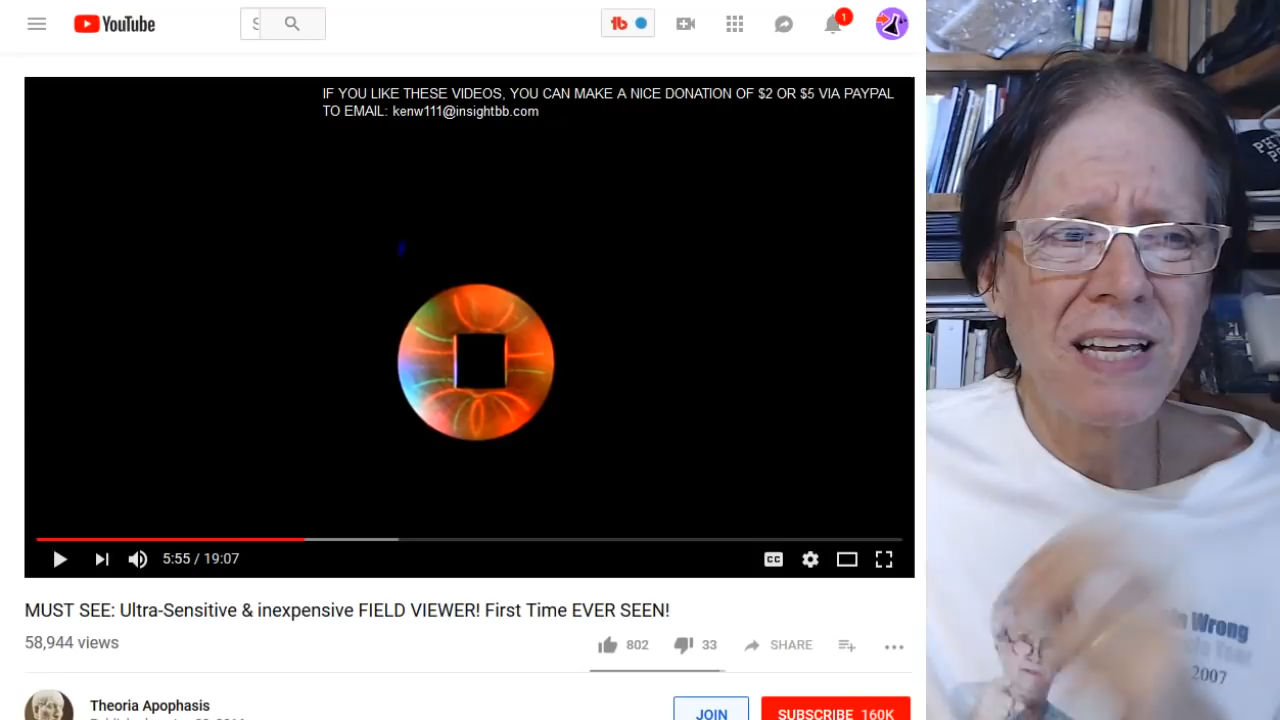 YouTube
S
1
IF YOU LIKE THESE VIDEOS, YOU CAN MAKE A NICE DONATION OF $2 OR $5 VIA PAYPAL
TO EMAIL: kenw111@insightbb.com
5:55 / 19:07
CC
MUST SEE: Ultra-Sensitive & inexpensive FIELD VIEWER! First Time EVER SEEN!
58,944 views
802
33
SHARE
Theoria Apophasis
JOIN
SUBSCRIBE 160K
Wrong
2007